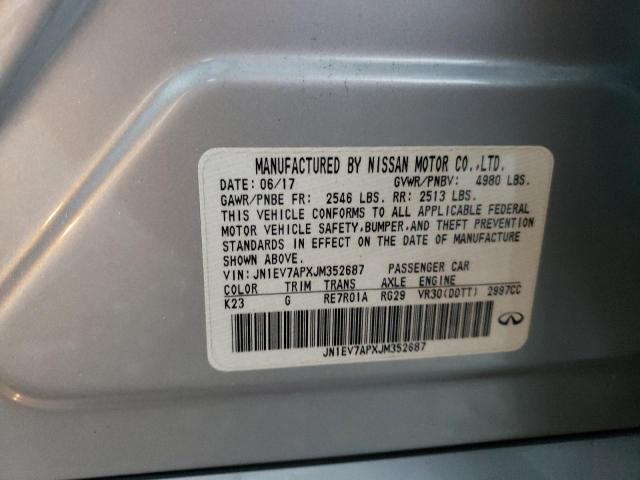 MANUFACTURED BY NISSAN MOTOR CO.,LTD.
DATE: 06/17 GVWR/PNBV: 4980 LBS.
GAWR/PNBE FR: 2546 LBS. RR: 2513 LBS.
THIS VEHICLE CONFORMS TO ALL APPLICABLE FEDERAL
MOTOR VEHICLE SAFETY, BUMPER, AND THEFT PREVENTION
STANDARDS IN EFFECT ON THE DATE OF MANUFACTURE
SHOWN ABOVE.
VIN: JN1EV7APXJM352687 PASSENGER CAR
COLOR TRIM TRANS AXLE ENGINE
K23 G RE7R01A RG29 VR30(DDTT) 2997CC
JN1EV7APXJM352687